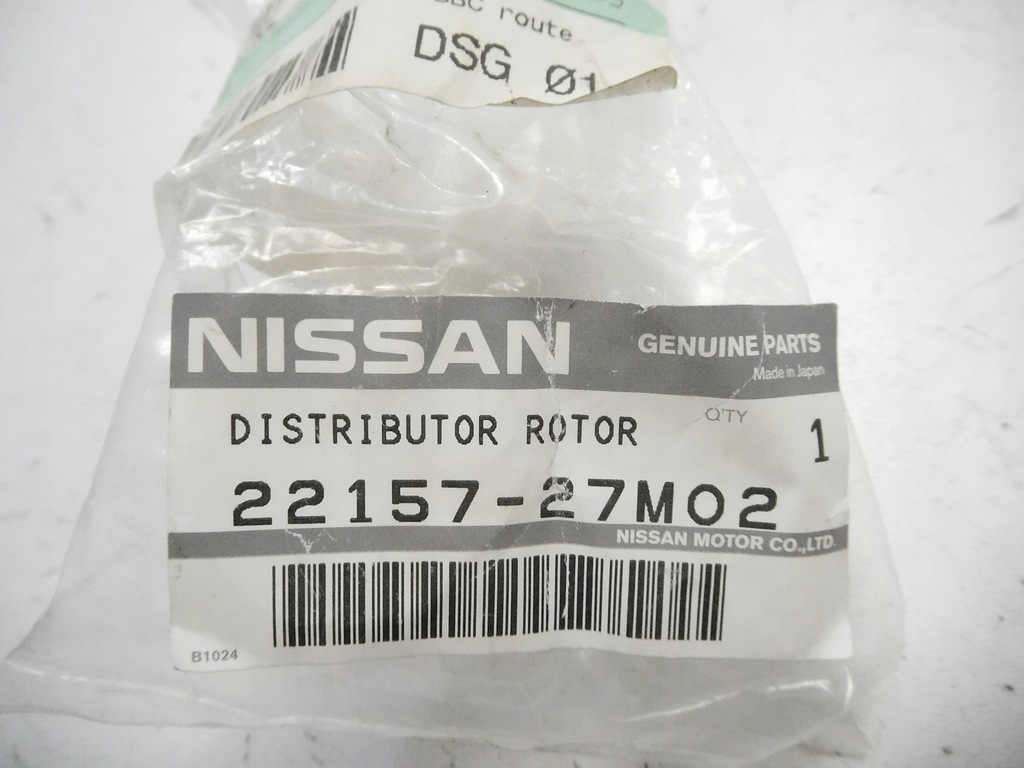 route
DSG Ø1
NISSAN GENUINE PARTS
Made in Japan
DISTRIBUTOR ROTOR Q'TY 1
22157-27M02
NISSAN MOTOR CO.,LTD.
B1024